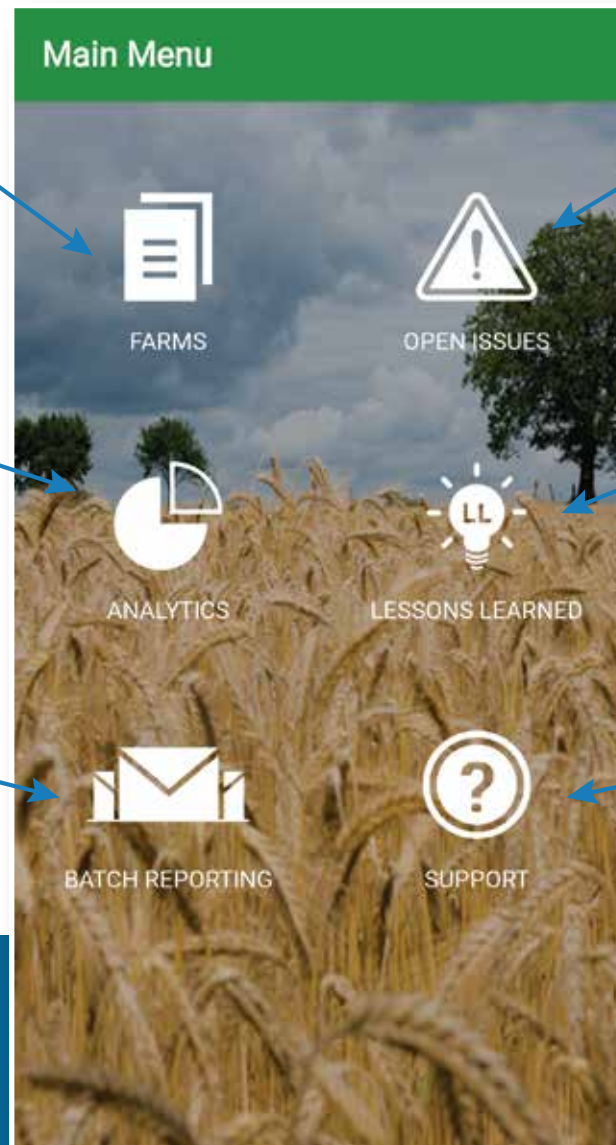 Main Menu
FARMS
OPEN ISSUES
ANALYTICS
LL
LESSONS LEARNED
?
BATCH REPORTING
SUPPORT